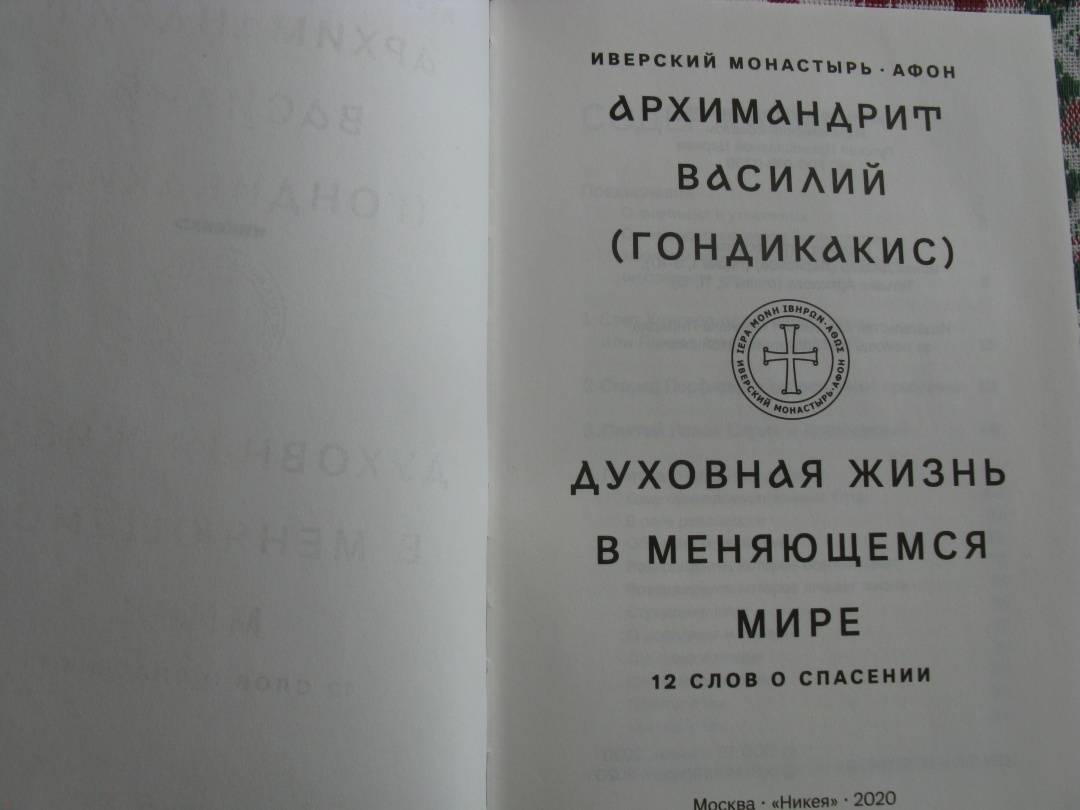 ИВЕРСКИЙ МОНАСТЫРЬ · АФОН
АРХИМАНДРИТ
ВАСИЛИЙ
(ГОНДИКАКИС)
ΙΕΡΑ ΜΟΝΗ ΙΒΗΡΩΝ · ΑΘΩΣ
ИВЕРСКИЙ МОНАСТЫРЬ · АФОН
ДУХОВНАЯ ЖИЗНЬ
В МЕНЯЮЩЕМСЯ
МИРЕ
12 СЛОВ О СПАСЕНИИ
Москва · «Никея» · 2020